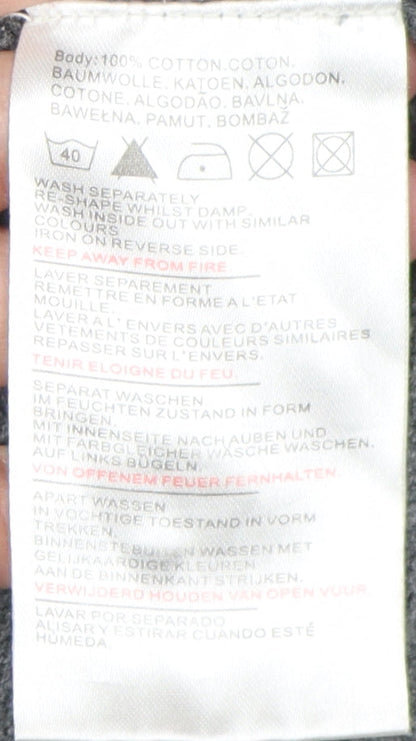 Body:100% COTTON.COTON.
BAUMWOLLE. KATOEN. ALGODON.
COTONE. ALGODÃO. BAVLNA.
BAWEŁNA. PAMUT. BOMBAŽ
40
WASH SEPARATELY
RE-SHAPE WHILST DAMP.
WASH INSIDE OUT WITH SIMILAR
COLOURS
IRON ON REVERSE SIDE.
KEEP AWAY FROM FIRE.
LAVER SEPAREMENT
REMETTRE EN FORME A L'ETAT
MOUILLE.
LAVER A L'ENVERS AVEC D'AUTRES
VETEMENTS DE COULEURS SIMILAIRES
REPASSER SUR L'ENVERS.
TENIR ELOIGNE DU FEU.
SEPARAT WASCHEN
IM FEUCHTEN ZUSTAND IN FORM
BRINGEN.
MIT INNENSEITE NACH AUBEN UND
MIT FARBGLEICHER WASCHE WASCHEN.
AUF LINKS BÜGELN.
VON OFFENEM FEUER FERNHALTEN
APART WASSEN
IN VOCHTIGE TOESTAND IN VORM
TREKKEN.
BINNENSTEBUITEN WASSEN MET
GELIJKAARDIGE KLEUREN
AAN DE BINNENKANT STRIJKEN.
VERWIJDERD HOUDEN VAN OPEN VUUR.
LAVAR POR SEPARADO
ALISAR Y ESTIRAR CUANDO ESTÉ
HÚMEDA.